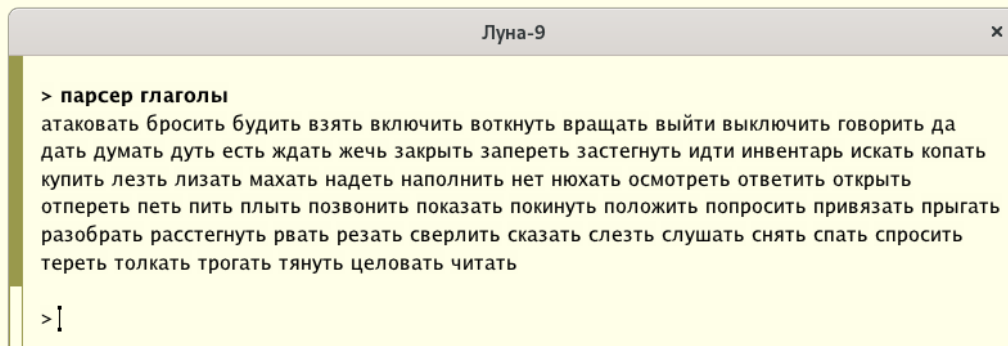 Луна-9
> парсер глаголы
атаковать бросить будить взять включить воткнуть вращать выйти выключить говорить да
дать думать дуть есть ждать жечь закрыть запереть застегнуть идти инвентарь искать копать
купить лезть лизать махать надеть наполнить нет нюхать осмотреть ответить открыть
отпереть петь пить плыть позвонить показать покинуть положить попросить привязать прыгать
разобрать расстегнуть рвать резать сверлить сказать слезть слушать снять спать спросить
тереть толкать трогать тянуть целовать читать
>